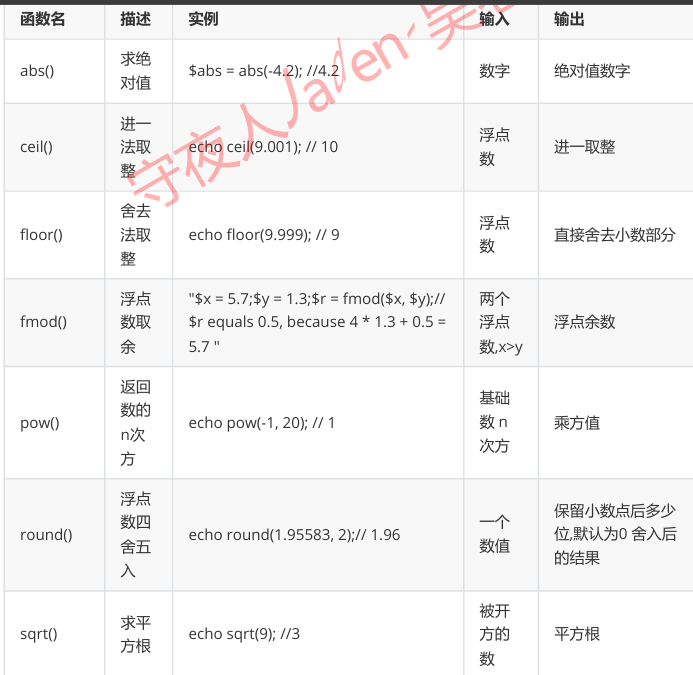 函数名 描述 实例 输入 输出
abs() 求绝对值 $abs = abs(-4.2); //4.2 数字 绝对值数字
ceil() 进一法取整 echo ceil(9.001); // 10 浮点数 进一取整
floor() 舍去法取整 echo floor(9.999); // 9 浮点数 直接舍去小数部分
fmod() 浮点数取余 "$x = 5.7;$y = 1.3;$r = fmod($x, $y);// $r equals 0.5, because 4 * 1.3 + 0.5 = 5.7 " 两个浮点数,x>y 浮点余数
pow() 返回数的n次方 echo pow(-1, 20); // 1 基础数 n次方 乘方值
round() 浮点数四舍五入 echo round(1.95583, 2);// 1.96 一个数值 保留小数点后多少位,默认为0 舍入后的结果
sqrt() 求平方根 echo sqrt(9); //3 被开方的数 平方根
守夜人